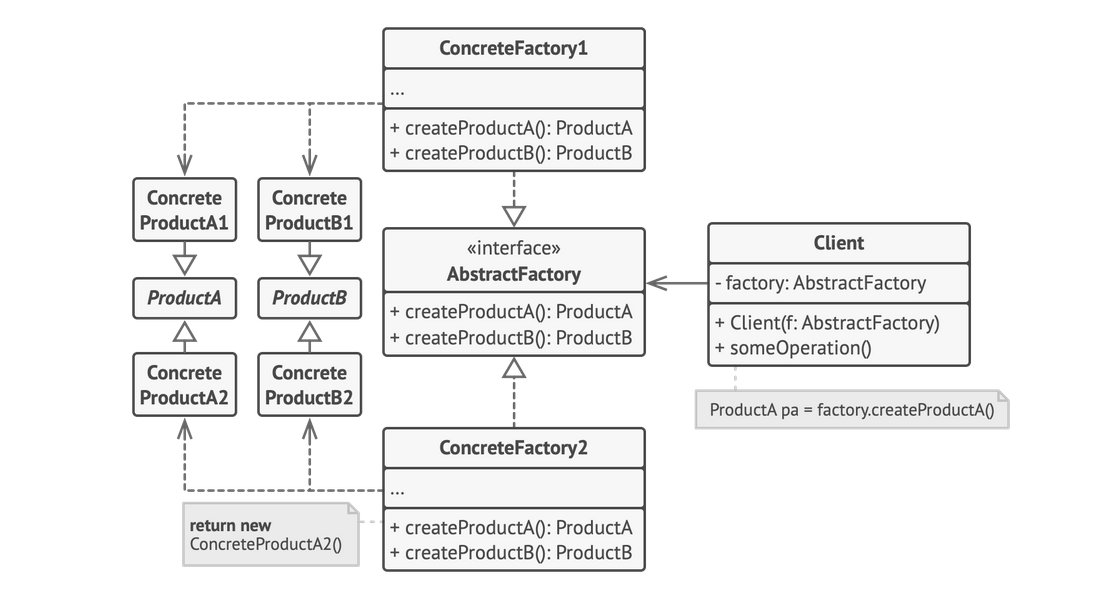 ConcreteFactory1
...
+ createProductA(): ProductA
+ createProductB(): ProductB
Concrete
ProductA1
Concrete
ProductB1
ProductA
ProductB
Concrete
ProductA2
Concrete
ProductB2
«interface»
AbstractFactory
+ createProductA(): ProductA
+ createProductB(): ProductB
Client
- factory: AbstractFactory
+ Client(f: AbstractFactory)
+ someOperation()
ProductA pa = factory.createProductA()
ConcreteFactory2
...
+ createProductA(): ProductA
+ createProductB(): ProductB
return new
ConcreteProductA2()